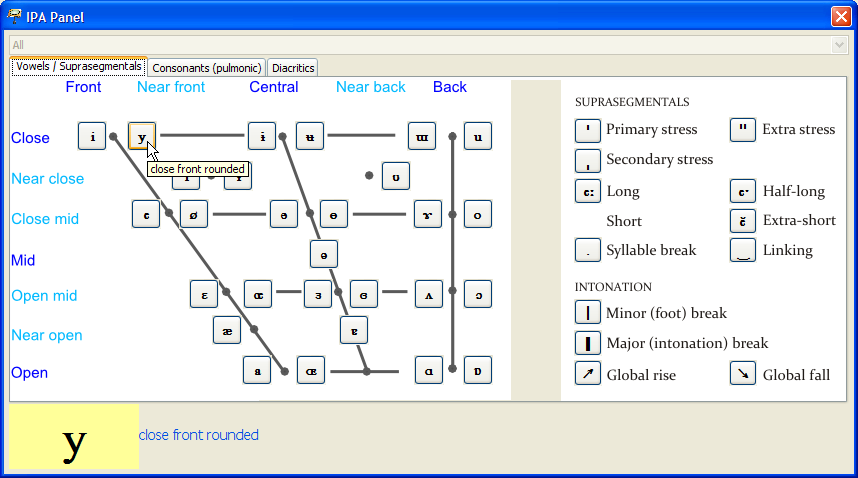 IPA Panel
All
Vowels / Suprasegmentals Consonants (pulmonic) Diacritics
Front Near front Central Near back Back
Close i y ɨ ʉ ɯ u
close front rounded
Near close ʊ
Close mid e ø ɘ ɵ ɤ o
Mid ə
Open mid ɛ œ ɜ ɞ ʌ ɔ
Near open æ ɐ
Open a ɶ ɑ ɒ
SUPRASEGMENTALS
ˈ Primary stress " Extra stress
ˌ Secondary stress
eː Long eˑ Half-long
Short ĕ Extra-short
. Syllable break ‿ Linking
INTONATION
| Minor (foot) break
‖ Major (intonation) break
↗ Global rise ↘ Global fall
y close front rounded